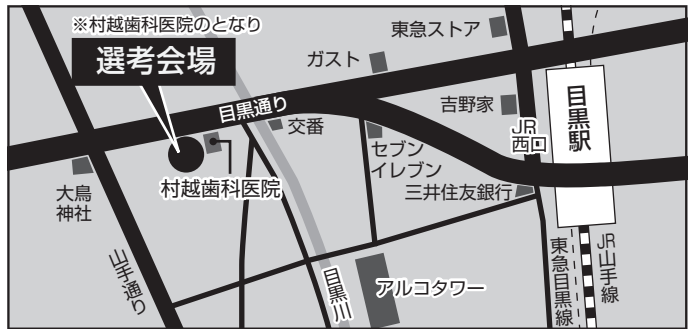 ※村越歯科医院のとなり
選考会場
東急ストア
ガスト
目黒通り
交番
吉野家
セブン
イレブン
JR
西口
目黒駅
三井住友銀行
大鳥
神社
村越歯科医院
山手通り
目黒川
アルコタワー
東急目黒線
JR山手線